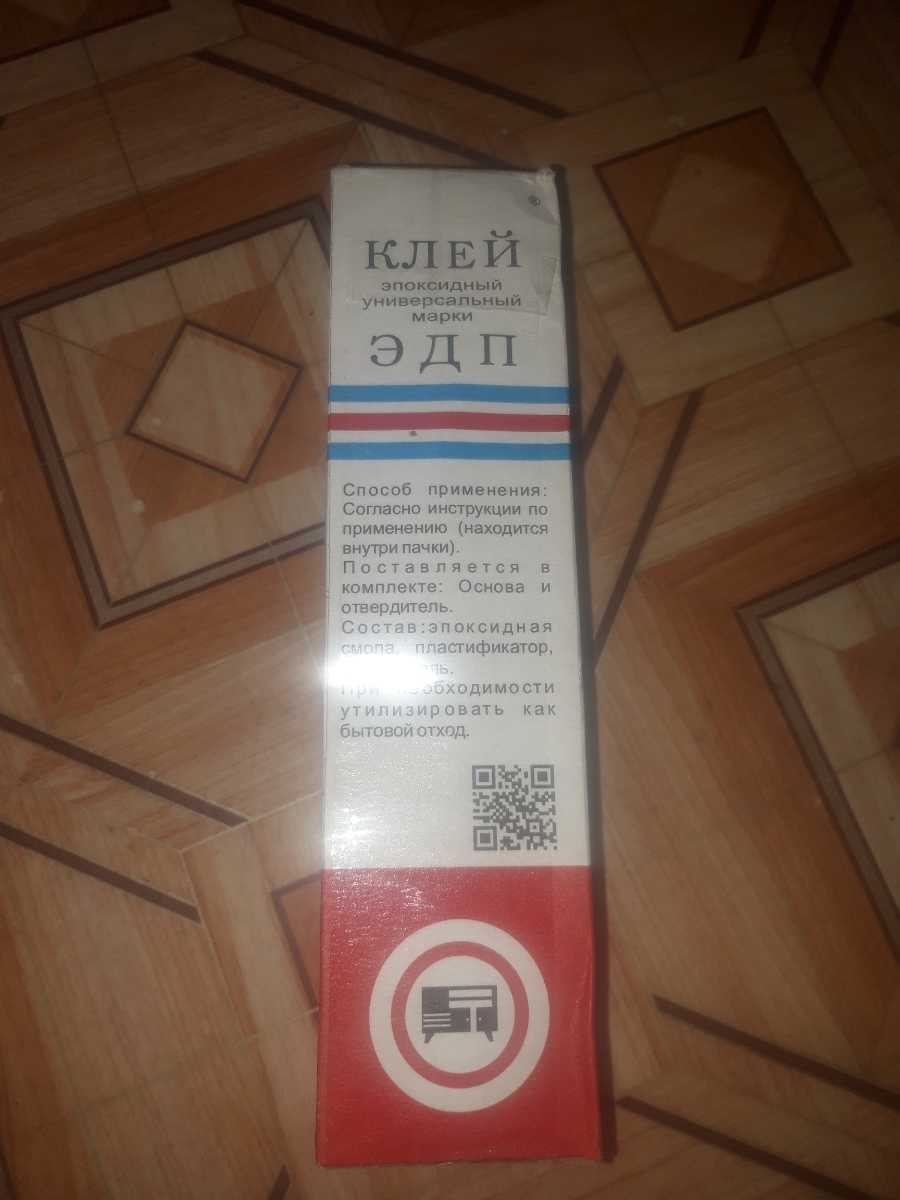 ®
КЛЕЙ
эпоксидный
универсальный
марки
ЭДП
Способ применения:
Согласно инструкции по
применению (находится
внутри пачки).
Поставляется в
комплекте: Основа и
отвердитель.
Состав:эпоксидная
смола, пластификатор,
При необходимости
утилизировать как
бытовой отход.